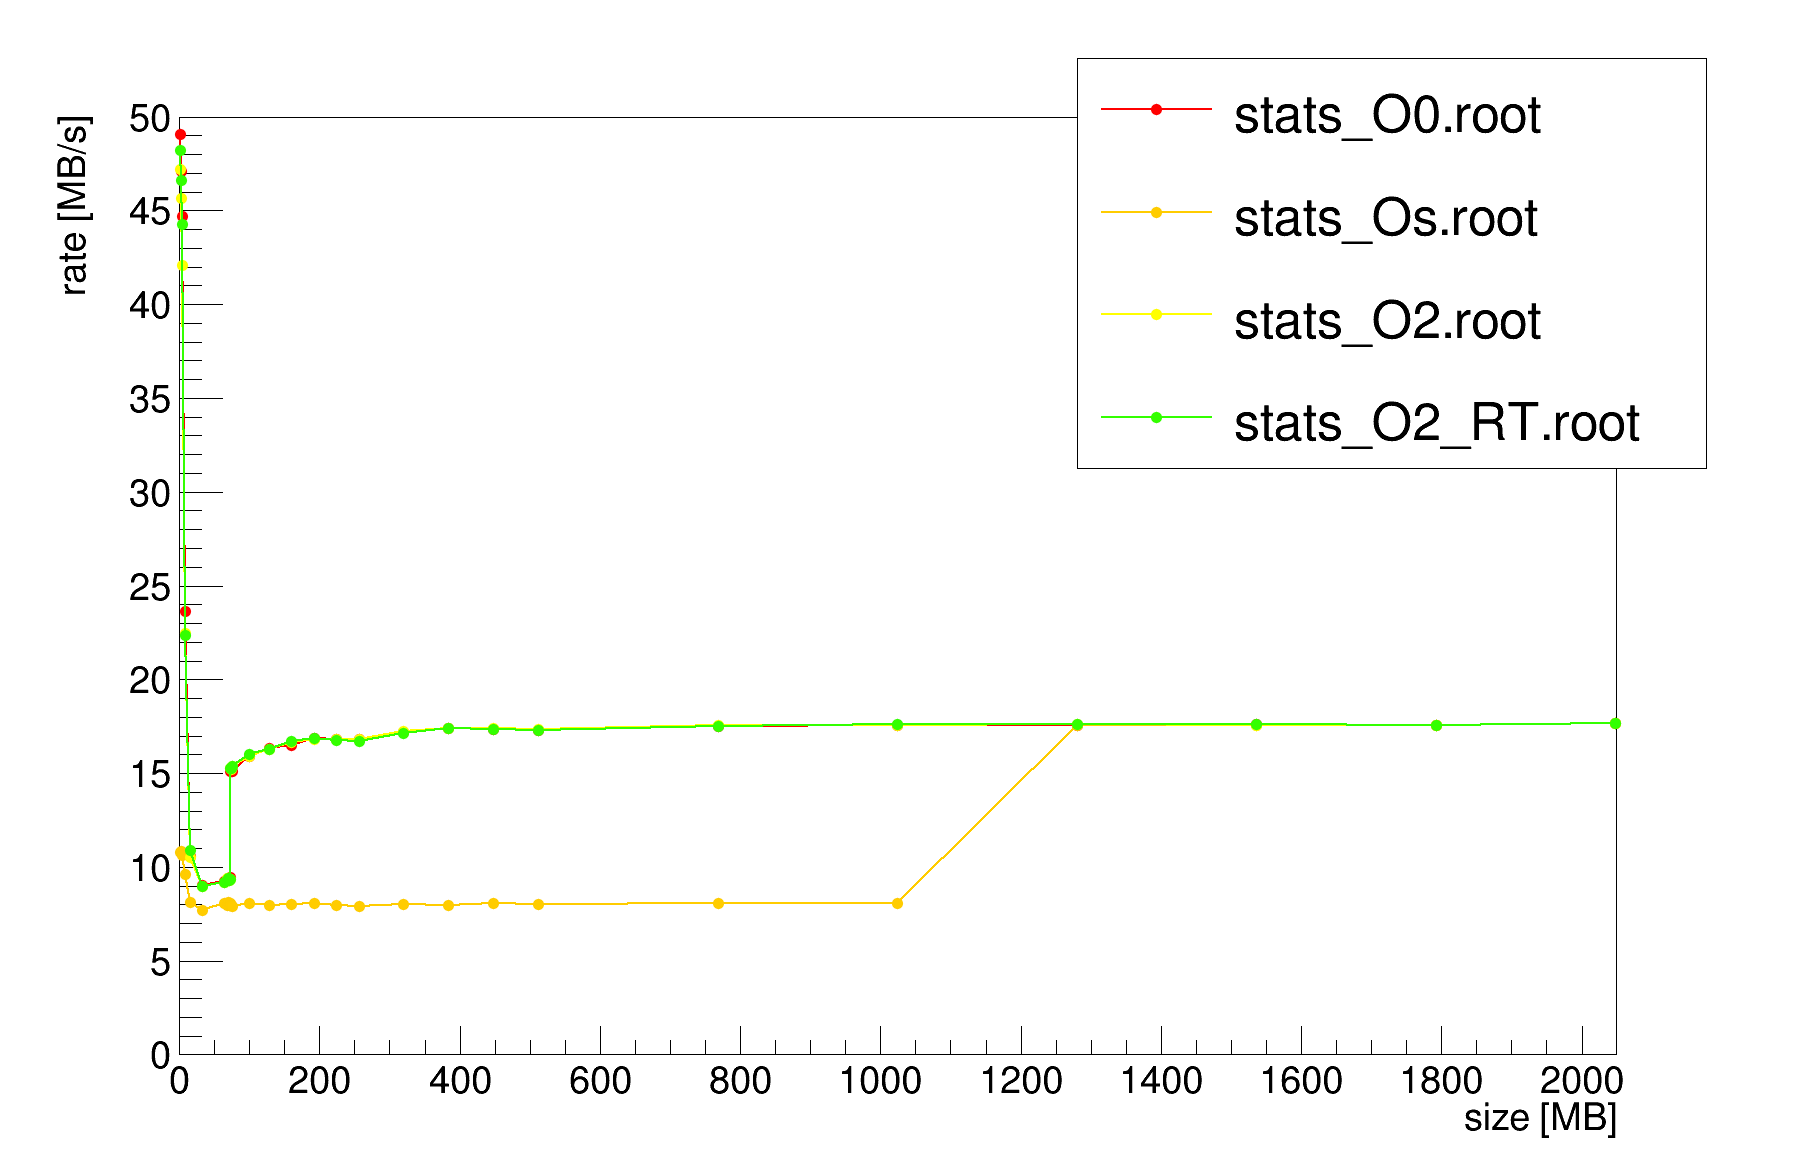 stats_O0.root
stats_Os.root
stats_O2.root
stats_O2_RT.root
rate [MB/s]
50
45
40
35
30
25
20
15
10
5
0
0 200 400 600 800 1000 1200 1400 1600 1800 2000
size [MB]